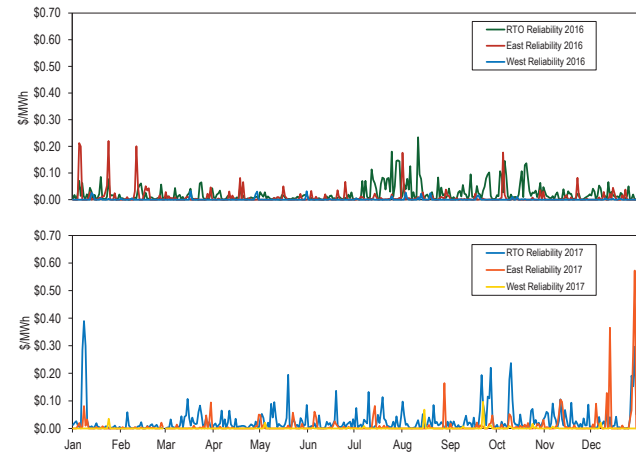 $0.70
$0.60
$0.50
$0.40
$0.30
$0.20
$0.10
$0.00
$/MWh
RTO Reliability 2016
East Reliability 2016
West Reliability 2016
$0.70
$0.60
$0.50
$0.40
$0.30
$0.20
$0.10
$0.00
$/MWh
RTO Reliability 2017
East Reliability 2017
West Reliability 2017
Jan Feb Mar Apr May Jun Jul Aug Sep Oct Nov Dec